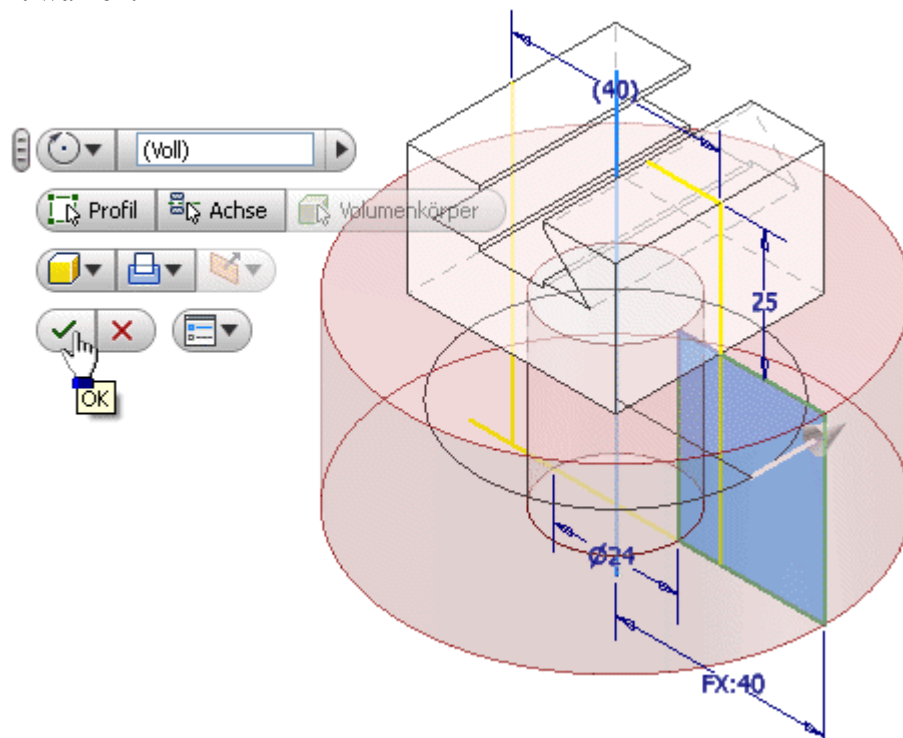 (40)
(Voll)
Profil
Achse
Volumenkörper
25
OK
Ø24
FX:40